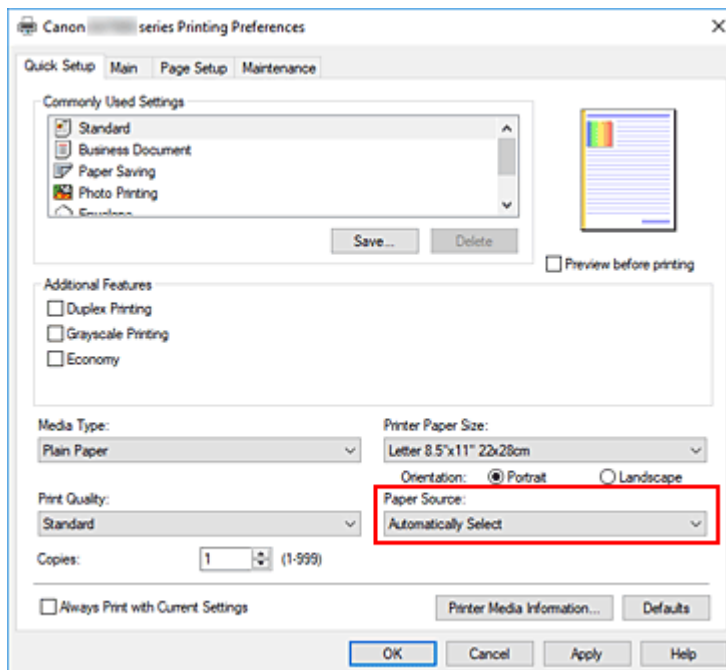 Canon series Printing Preferences
Quick Setup Main Page Setup Maintenance
Commonly Used Settings
Standard
Business Document
Paper Saving
Photo Printing
Envelope
Save... Delete
Preview before printing
Additional Features
Duplex Printing
Grayscale Printing
Economy
Media Type: Printer Paper Size:
Plain Paper Letter 8.5"x11" 22x28cm
Orientation: Portrait Landscape
Print Quality: Paper Source:
Standard Automatically Select
Copies: 1 (1-999)
Always Print with Current Settings Printer Media Information... Defaults
OK Cancel Apply Help